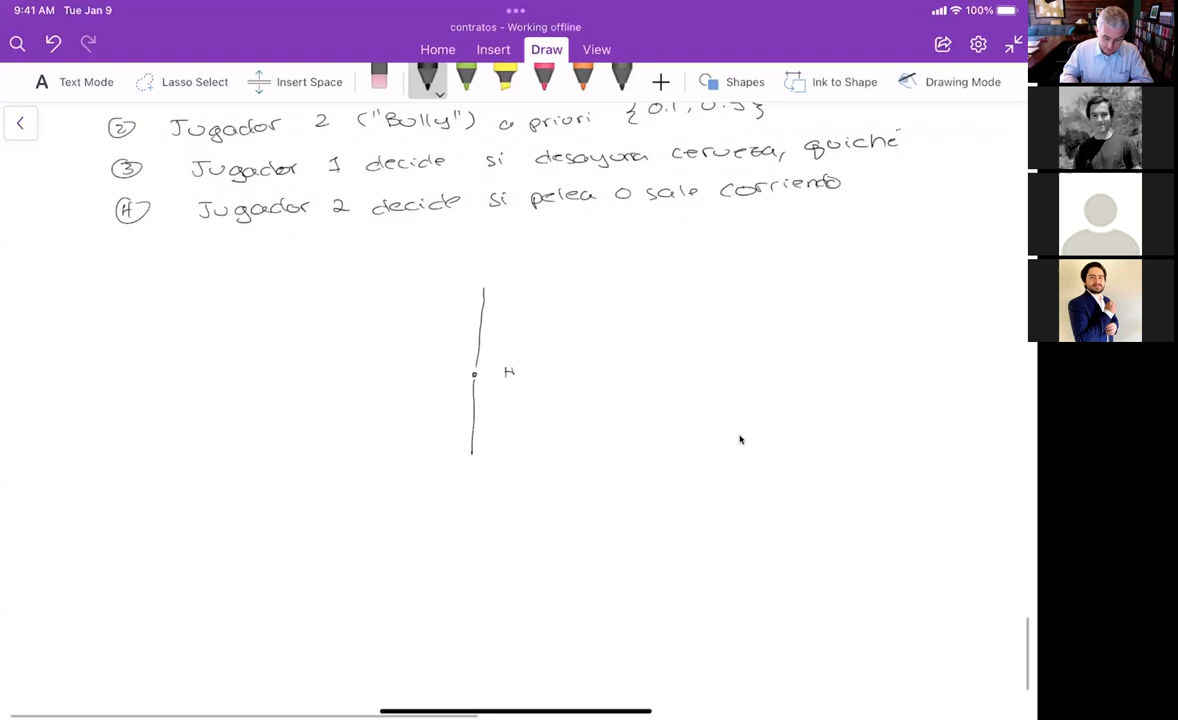 9:41 AM Tue Jan 9
100%
contratos - Working offline
Home Insert Draw View
A Text Mode Lasso Select Insert Space Shapes Ink to Shape Drawing Mode
② Jugador 2 ("Bully") a priori {0.1, 0.9}
③ Jugador 1 decide si desayuna cerveza, quiché
④ Jugador 2 decide si pelea o sale corriendo
H